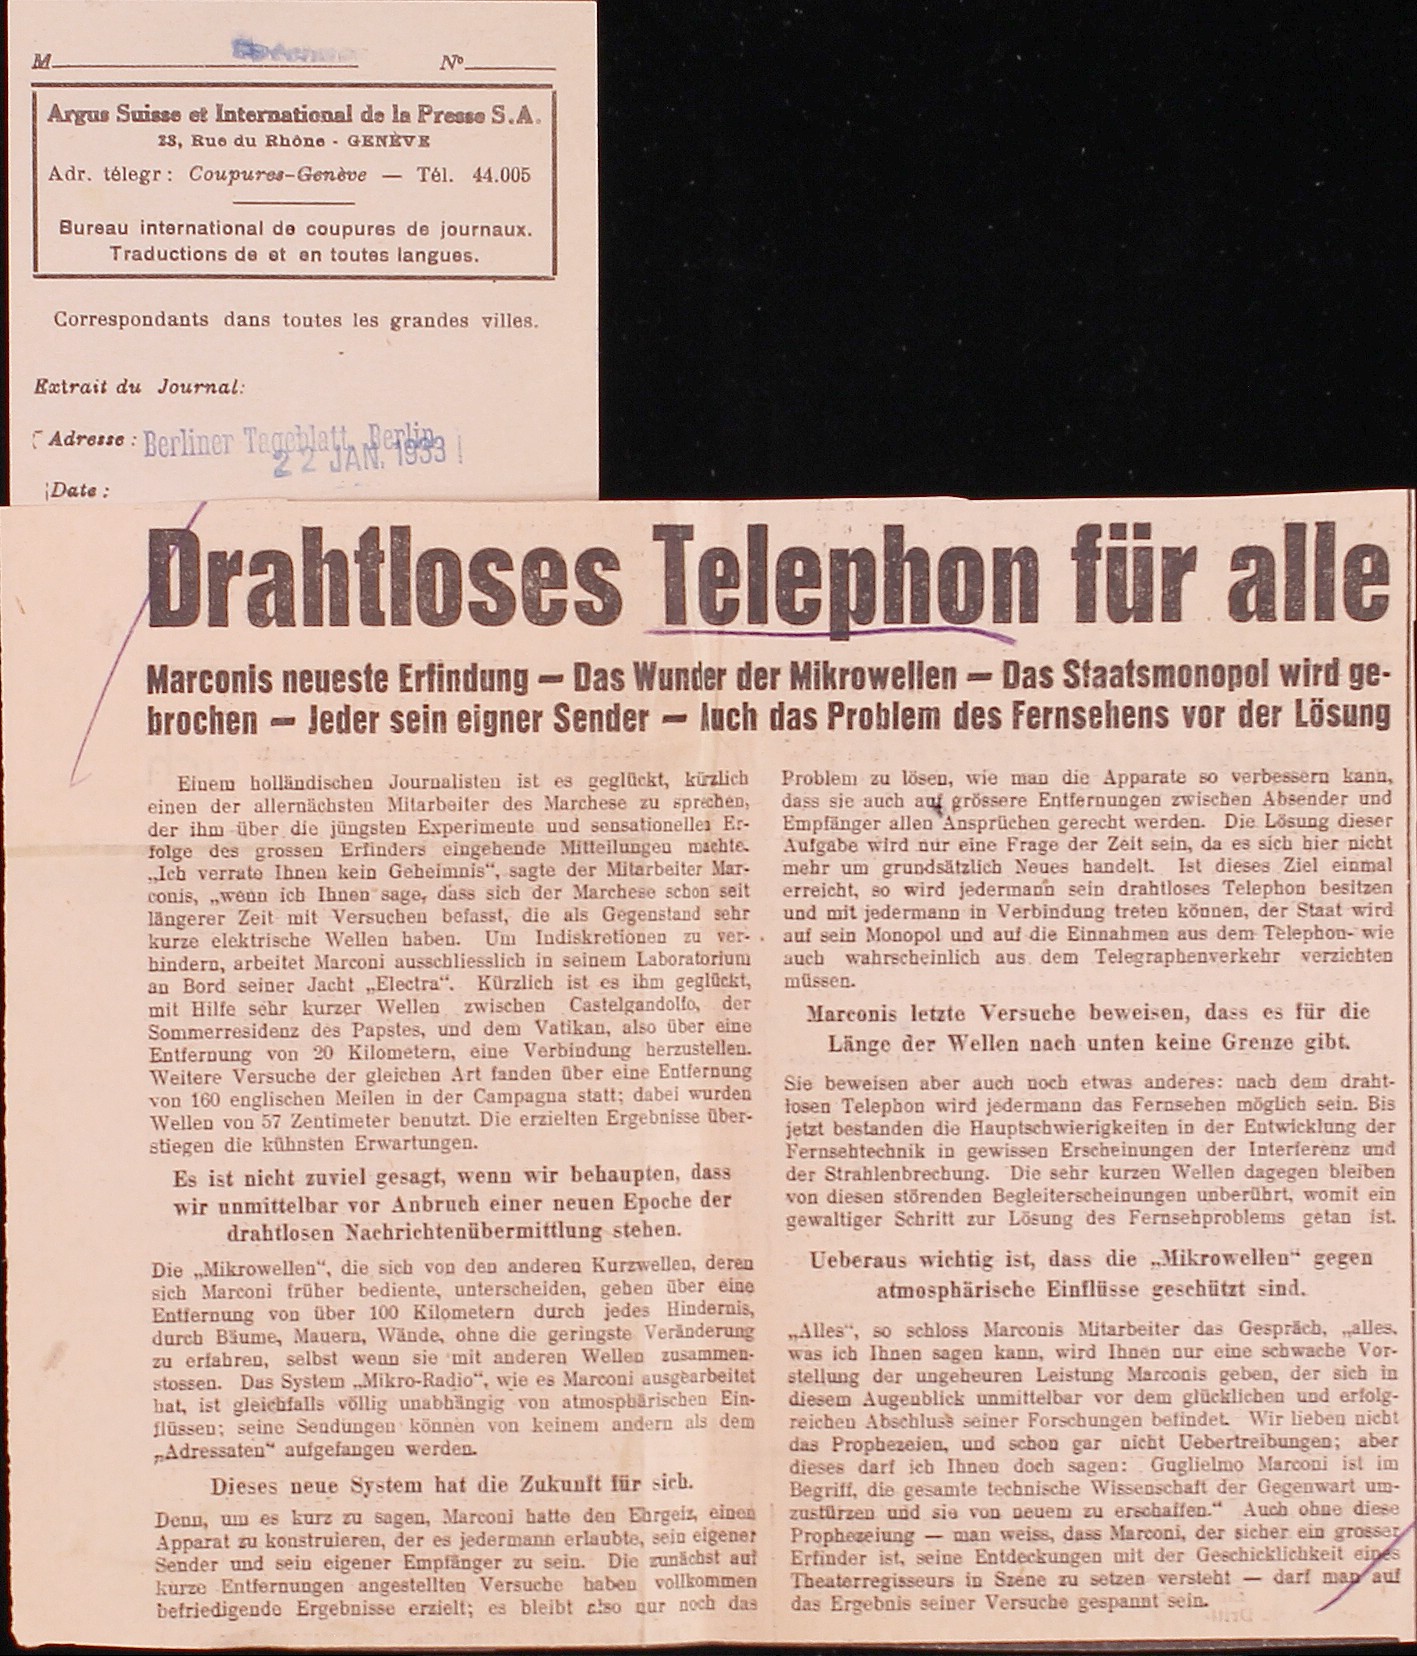 M
Nº
Argus Suisse et International de la Presse S.A.
23, Rue du Rhône - GENÈVE
Adr. télegr : Coupures-Genève — Tél. 44.005
Bureau international de coupures de journaux.
Traductions de et en toutes langues.
Correspondants dans toutes les grandes villes.
Extrait du Journal:
Adresse : Berliner Tageblatt, Berlin
22 JAN. 1933
Date :
Drahtloses Telephon für alle
Marconis neueste Erfindung — Das Wunder der Mikrowellen — Das Staatsmonopol wird ge-
brochen — Jeder sein eigner Sender — Auch das Problem des Fernsehens vor der Lösung
Einem holländischen Journalisten ist es geglückt, kürzlich
einen der allernächsten Mitarbeiter des Marchese zu sprechen,
der ihm über die jüngsten Experimente und sensationellen Er-
folge des grossen Erfinders eingehende Mitteilungen machte.
„Ich verrate Ihnen kein Geheimnis“, sagte der Mitarbeiter Mar-
conis, „wenn ich Ihnen sage, dass sich der Marchese schon seit
längerer Zeit mit Versuchen befasst, die als Gegenstand sehr
kurze elektrische Wellen haben. Um Indiskretionen zu ver-
hindern, arbeitet Marconi ausschliesslich in seinem Laboratorium
an Bord seiner Jacht „Electra“. Kürzlich ist es ihm geglückt,
mit Hilfe sehr kurzer Wellen zwischen Castelgandolfo, der
Sommerresidenz des Papstes, und dem Vatikan, also über eine
Entfernung von 20 Kilometern, eine Verbindung herzustellen.
Weitere Versuche der gleichen Art fanden über eine Entfernung
von 160 englischen Meilen in der Campagna statt; dabei wurden
Wellen von 57 Zentimeter benutzt. Die erzielten Ergebnisse über-
stiegen die kühnsten Erwartungen.
Es ist nicht zuviel gesagt, wenn wir behaupten, dass
wir unmittelbar vor Anbruch einer neuen Epoche der
drahtlosen Nachrichtenübermittlung stehen.
Die „Mikrowellen“, die sich von den anderen Kurzwellen, deren
sich Marconi früher bediente, unterscheiden, gehen über eine
Entfernung von über 100 Kilometern durch jedes Hindernis,
durch Bäume, Mauern, Wände, ohne die geringste Veränderung
zu erfahren, selbst wenn sie mit anderen Wellen zusammen-
stossen. Das System „Mikro-Radio“, wie es Marconi ausgearbeitet
hat, ist gleichfalls völlig unabhängig von atmosphärischen Ein-
flüssen; seine Sendungen können von keinem andern als dem
„Adressaten“ aufgefangen werden.
Dieses neue System hat die Zukunft für sich.
Denn, um es kurz zu sagen, Marconi hatte den Ehrgeiz, einen
Apparat zu konstruieren, der es jedermann erlaubte, sein eigener
Sender und sein eigener Empfänger zu sein. Die zunächst auf
kurze Entfernungen angestellten Versuche haben vollkommen
befriedigende Ergebnisse erzielt; es bleibt also nur noch das
Problem zu lösen, wie man die Apparate so verbessern kann,
dass sie auch auf grössere Entfernungen zwischen Absender und
Empfänger allen Ansprüchen gerecht werden. Die Lösung dieser
Aufgabe wird nur eine Frage der Zeit sein, da es sich hier nicht
mehr um grundsätzlich Neues handelt. Ist dieses Ziel einmal
erreicht, so wird jedermann sein drahtloses Telephon besitzen
und mit jedermann in Verbindung treten können, der Staat wird
auf sein Monopol und auf die Einnahmen aus dem Telephon- wie
auch wahrscheinlich aus dem Telegraphenverkehr verzichten
müssen.
Marconis letzte Versuche beweisen, dass es für die
Länge der Wellen nach unten keine Grenze gibt.
Sie beweisen aber auch noch etwas anderes: nach dem draht-
losen Telephon wird jedermann das Fernsehen möglich sein. Bis
jetzt bestanden die Hauptschwierigkeiten in der Entwicklung der
Fernsehtechnik in gewissen Erscheinungen der Interferenz und
der Strahlenbrechung. Die sehr kurzen Wellen dagegen bleiben
von diesen störenden Begleiterscheinungen unberührt, womit ein
gewaltiger Schritt zur Lösung des Fernsehproblems getan ist.
Ueberaus wichtig ist, dass die „Mikrowellen“ gegen
atmosphärische Einflüsse geschützt sind.
„Alles“, so schloss Marconis Mitarbeiter das Gespräch, „alles,
was ich Ihnen sagen kann, wird Ihnen nur eine schwache Vor-
stellung der ungeheuren Leistung Marconis geben, der sich in
diesem Augenblick unmittelbar vor dem glücklichen und erfolg-
reichen Abschluss seiner Forschungen befindet. Wir lieben nicht
das Prophezeien, und schon gar nicht Uebertreibungen; aber
dieses darf ich Ihnen doch sagen: Guglielmo Marconi ist im
Begriff, die gesamte technische Wissenschaft der Gegenwart um-
zustürzen und sie von neuem zu erschaffen.“ Auch ohne diese
Prophezeiung — man weiss, dass Marconi, der sicher ein grosser
Erfinder ist, seine Entdeckungen mit der Geschicklichkeit eines
Theaterregisseurs in Szene zu setzen versteht — darf man auf
das Ergebnis seiner Versuche gespannt sein.